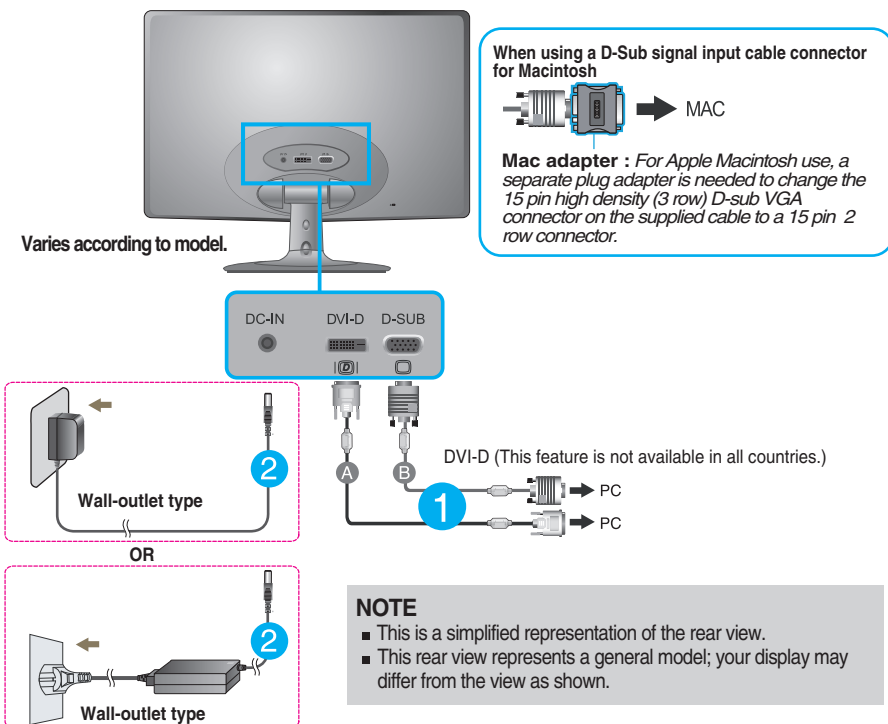 When using a D-Sub signal input cable connector
for Macintosh
MAC
Mac adapter : For Apple Macintosh use, a
separate plug adapter is needed to change the
15 pin high density (3 row) D-sub VGA
connector on the supplied cable to a 15 pin 2
row connector.
Varies according to model.
DC-IN DVI-D D-SUB
D
A
B
DVI-D (This feature is not available in all countries.)
1
PC
PC
2
Wall-outlet type
OR
2
Wall-outlet type
NOTE
■ This is a simplified representation of the rear view.
■ This rear view represents a general model; your display may
differ from the view as shown.